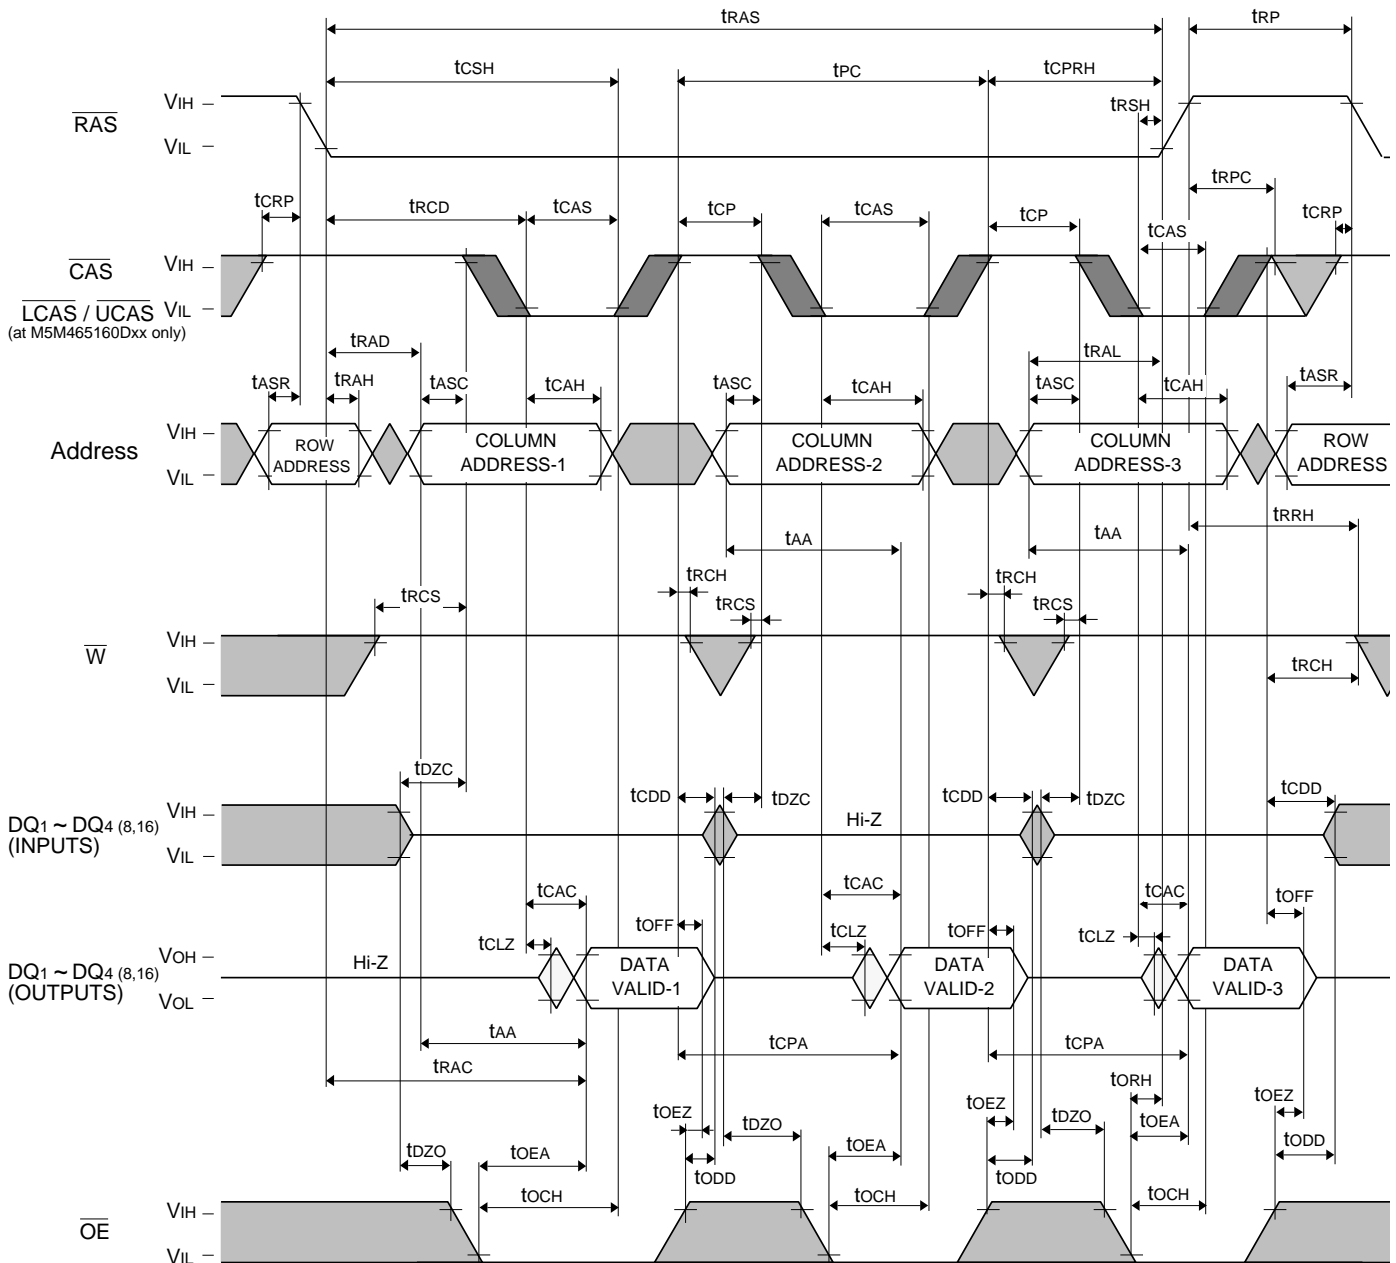 tRAS
tRP
tCSH
tPC
tCPRH
tRSH
RAS
VIH
VIL
tRPC
tCRP
tRCD
tCAS
tCP
tCAS
tCP
tCAS
tCRP
CAS
VIH
LCAS / UCAS
VIL
(at M5M465160Dxx only)
tRAD
tRAL
tASR
tRAH
tASC
tCAH
tASC
tCAH
tASC
tCAH
tASR
Address
VIH
VIL
ROW
ADDRESS
COLUMN
ADDRESS-1
COLUMN
ADDRESS-2
COLUMN
ADDRESS-3
ROW
ADDRESS
tRRH
tAA
tAA
tRCH
tRCH
tRCS
tRCS
tRCS
W
VIH
VIL
tRCH
tDZC
tCDD
tDZC
tCDD
tDZC
tCDD
DQ1 ~ DQ4 (8,16)
(INPUTS)
VIH
VIL
Hi-Z
tCAC
tCAC
tCAC
tOFF
tOFF
tOFF
tCLZ
tCLZ
tCLZ
DQ1 ~ DQ4 (8,16)
(OUTPUTS)
VOH
VOL
Hi-Z
DATA
VALID-1
DATA
VALID-2
DATA
VALID-3
tAA
tCPA
tCPA
tRAC
tORH
tOEZ
tOEZ
tOEZ
tDZO
tOEA
tDZO
tOEA
tDZO
tOEA
tODD
tODD
tODD
tOCH
tOCH
tOCH
OE
VIH
VIL